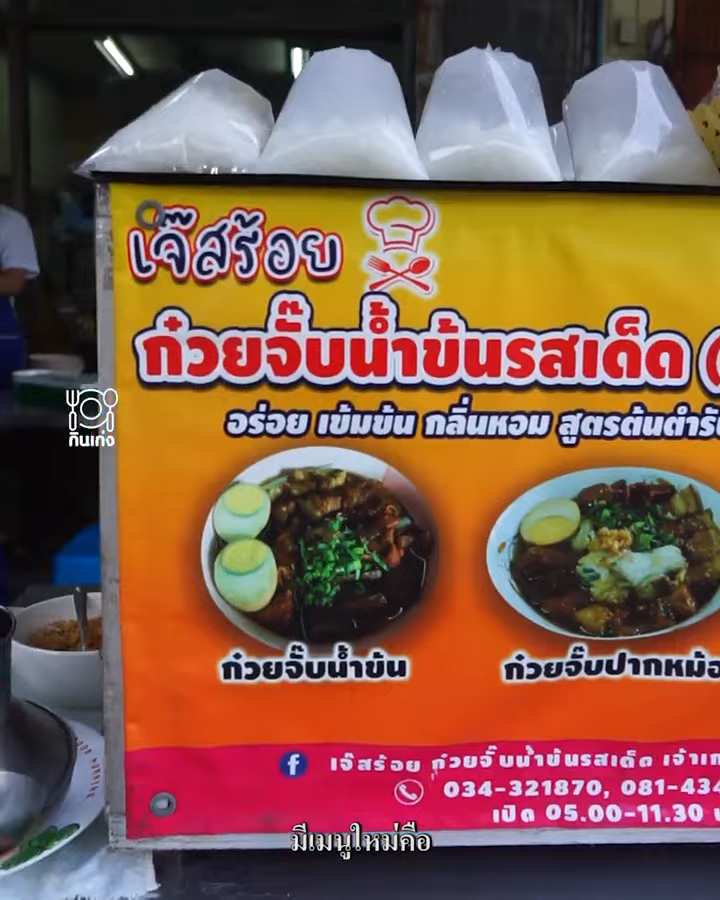 เจ๊สร้อย
ก๋วยจั๊บน้ำข้นรสเด็ด (
อร่อย เข้มข้น กลิ่นหอม สูตรต้นตำรับ
กินเก่ง
ก๋วยจั๊บน้ำข้น
ก๋วยจั๊บปากหม้อ
เจ๊สร้อย ก๋วยจั๊บน้ำข้นรสเด็ด เจ้าเก
034-321870, 081-434
เปิด 05.00-11.30 น
มีเมนูใหม่คือ